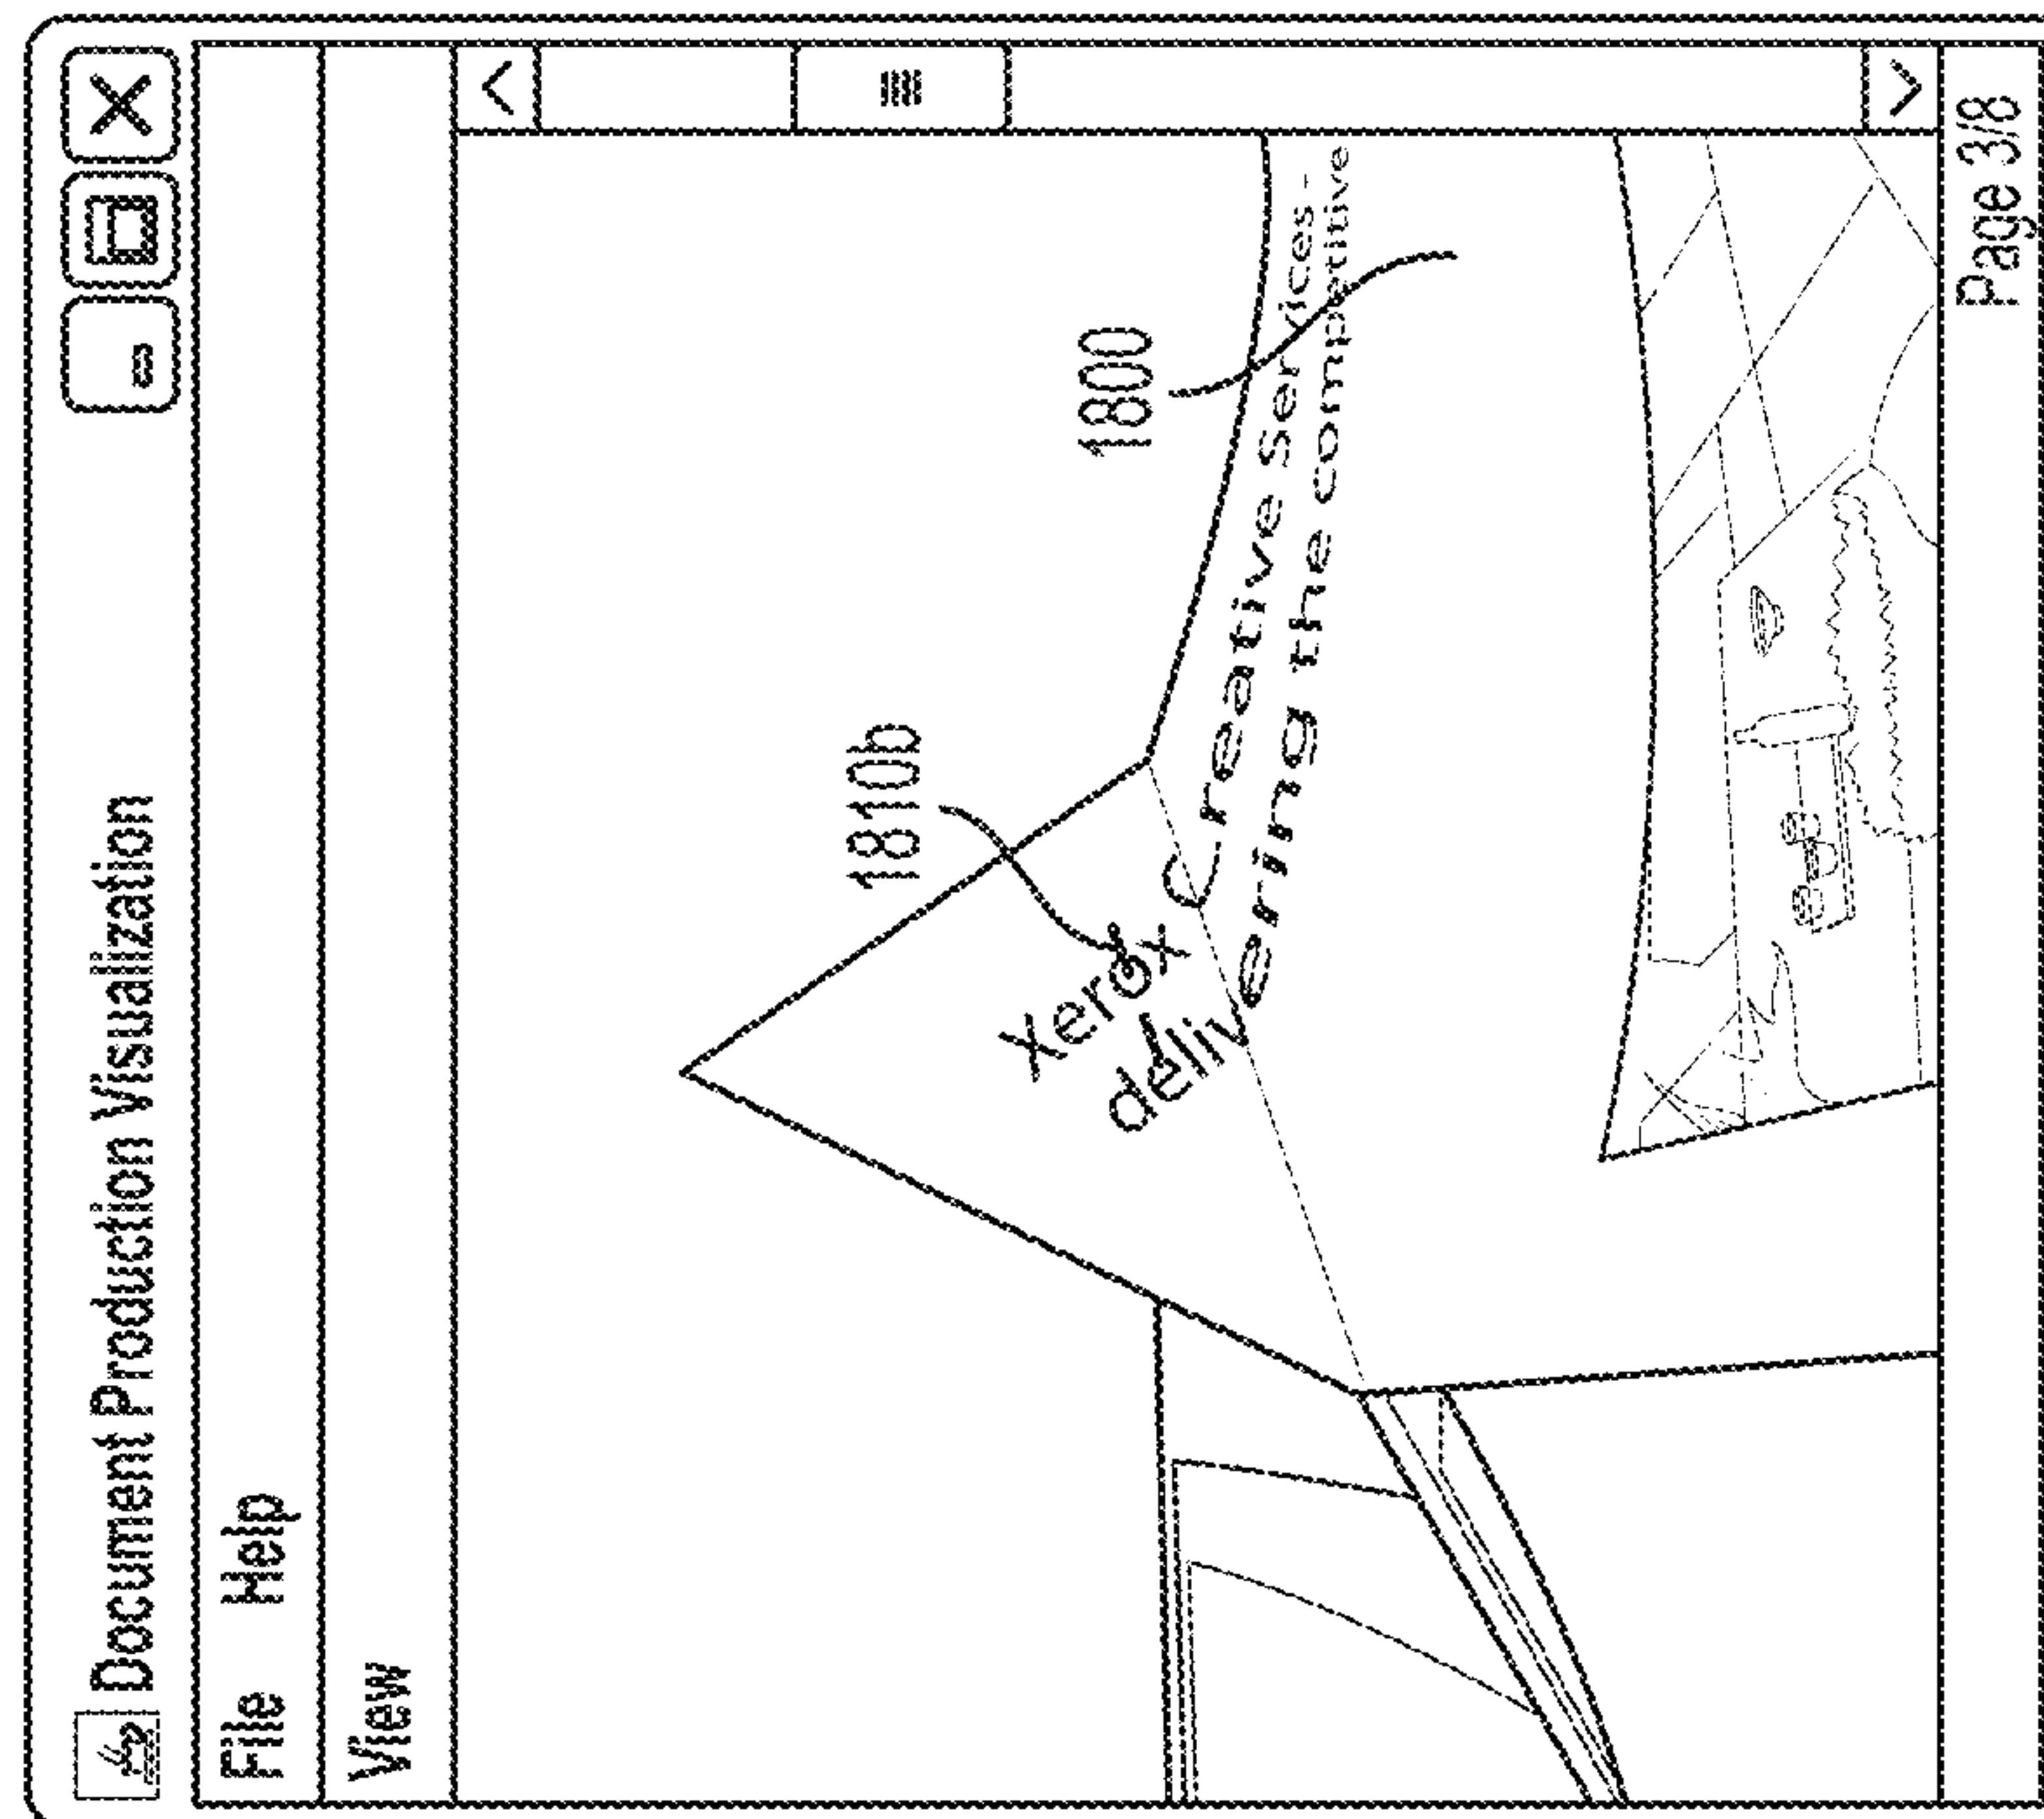 Document Production Visualization
File Help
View
1810b
1800
Xerox Creative Services -
delivering the competitive
Page 3/8